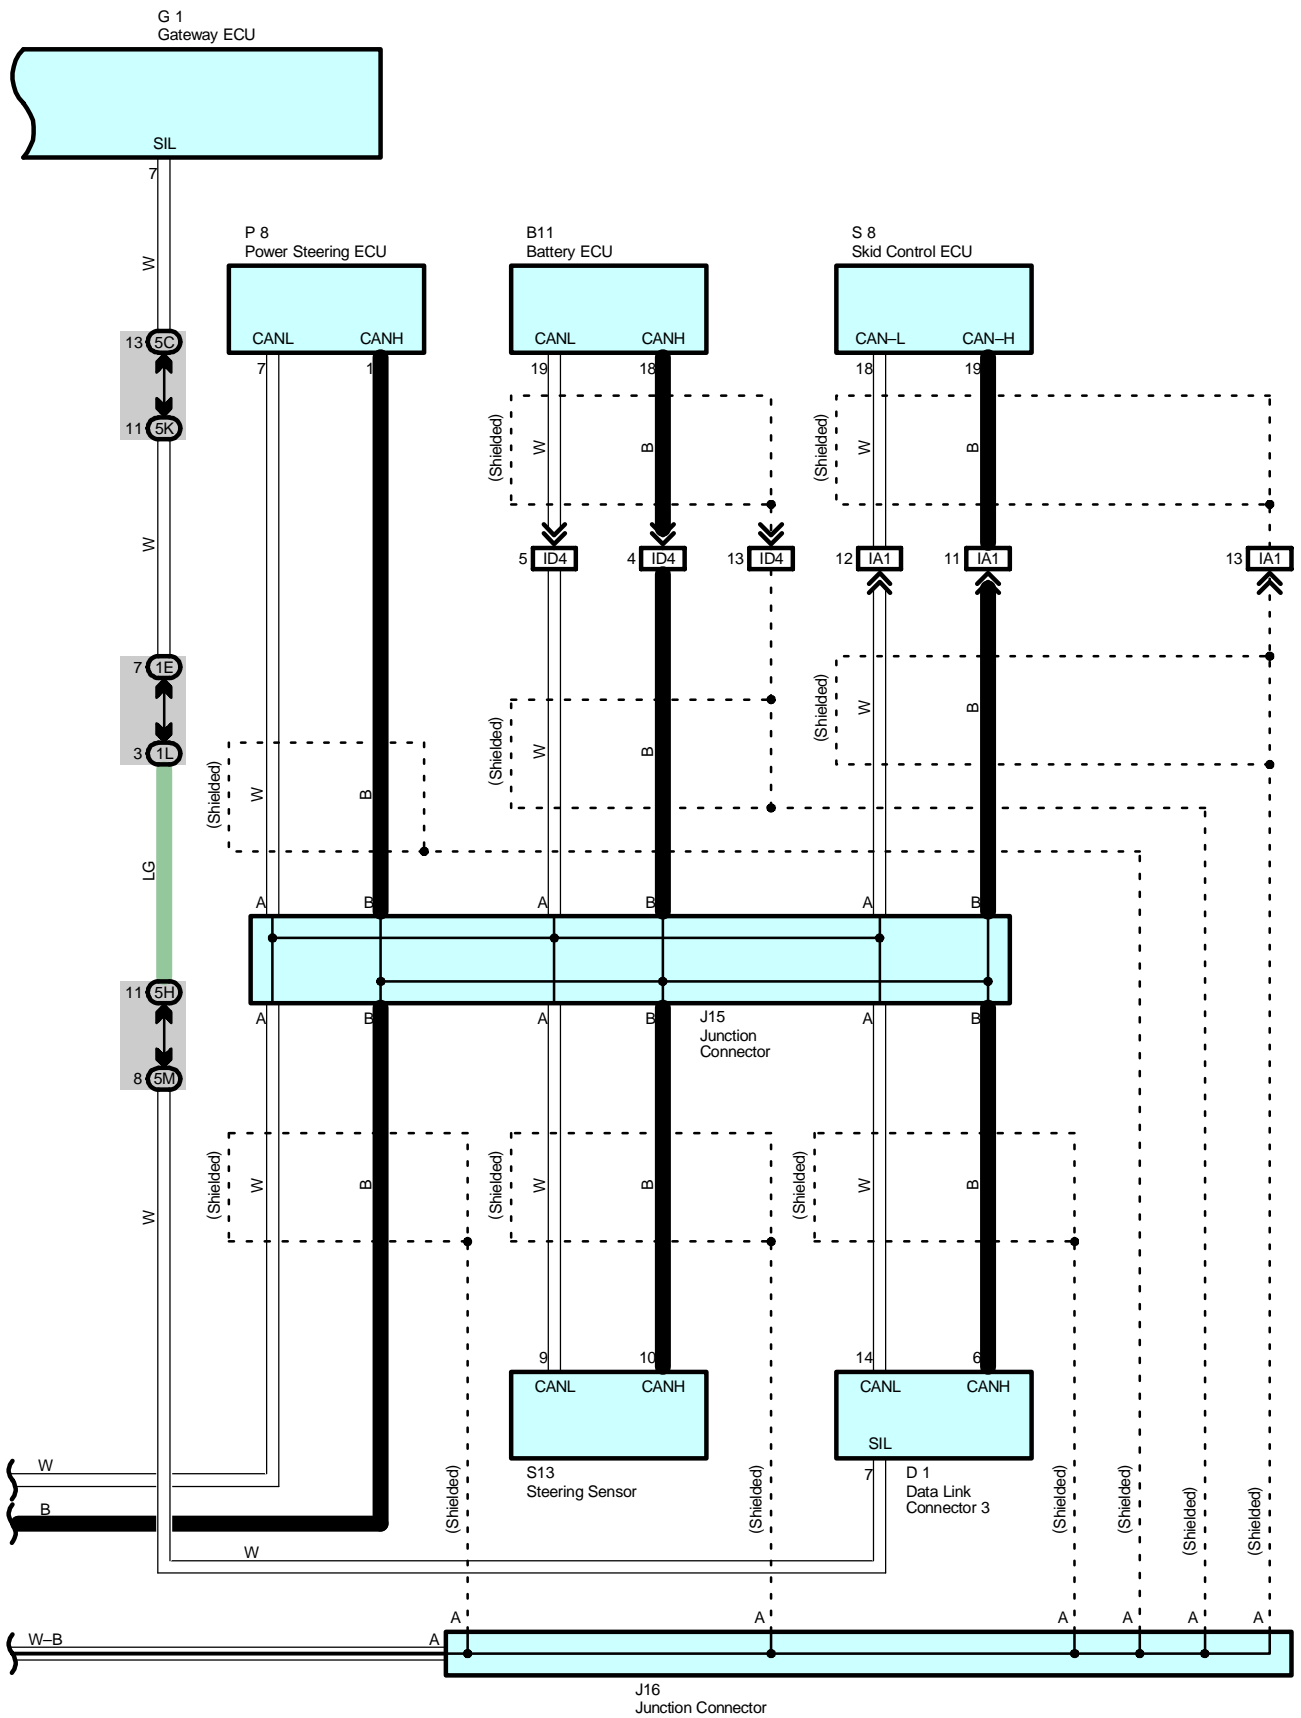 G 1
Gateway ECU
SIL
7
W
P 8
Power Steering ECU
B11
Battery ECU
S 8
Skid Control ECU
13 5C
CANL CANH
CANL CANH
CAN–L CAN–H
7 1
19 18
18 19
11 5K
(Shielded)
W
B
(Shielded)
W
B
W
5 ID4
4 ID4
13 ID4
12 IA1
11 IA1
13 IA1
7 1E
(Shielded)
W
B
(Shielded)
W
B
3 1L
(Shielded)
W
B
LG
A B
A B
A B
11 5H
A B
A B
A B
J15
Junction
Connector
8 5M
(Shielded)
W
B
(Shielded)
W
B
(Shielded)
W
B
W
9 10
14 6
CANL CANH
CANL CANH
SIL
W
S13
Steering Sensor
7
D 1
Data Link
Connector 3
B
(Shielded)
(Shielded)
(Shielded)
(Shielded)
(Shielded)
(Shielded)
W
A A A A A A
W–B
A
J16
Junction Connector